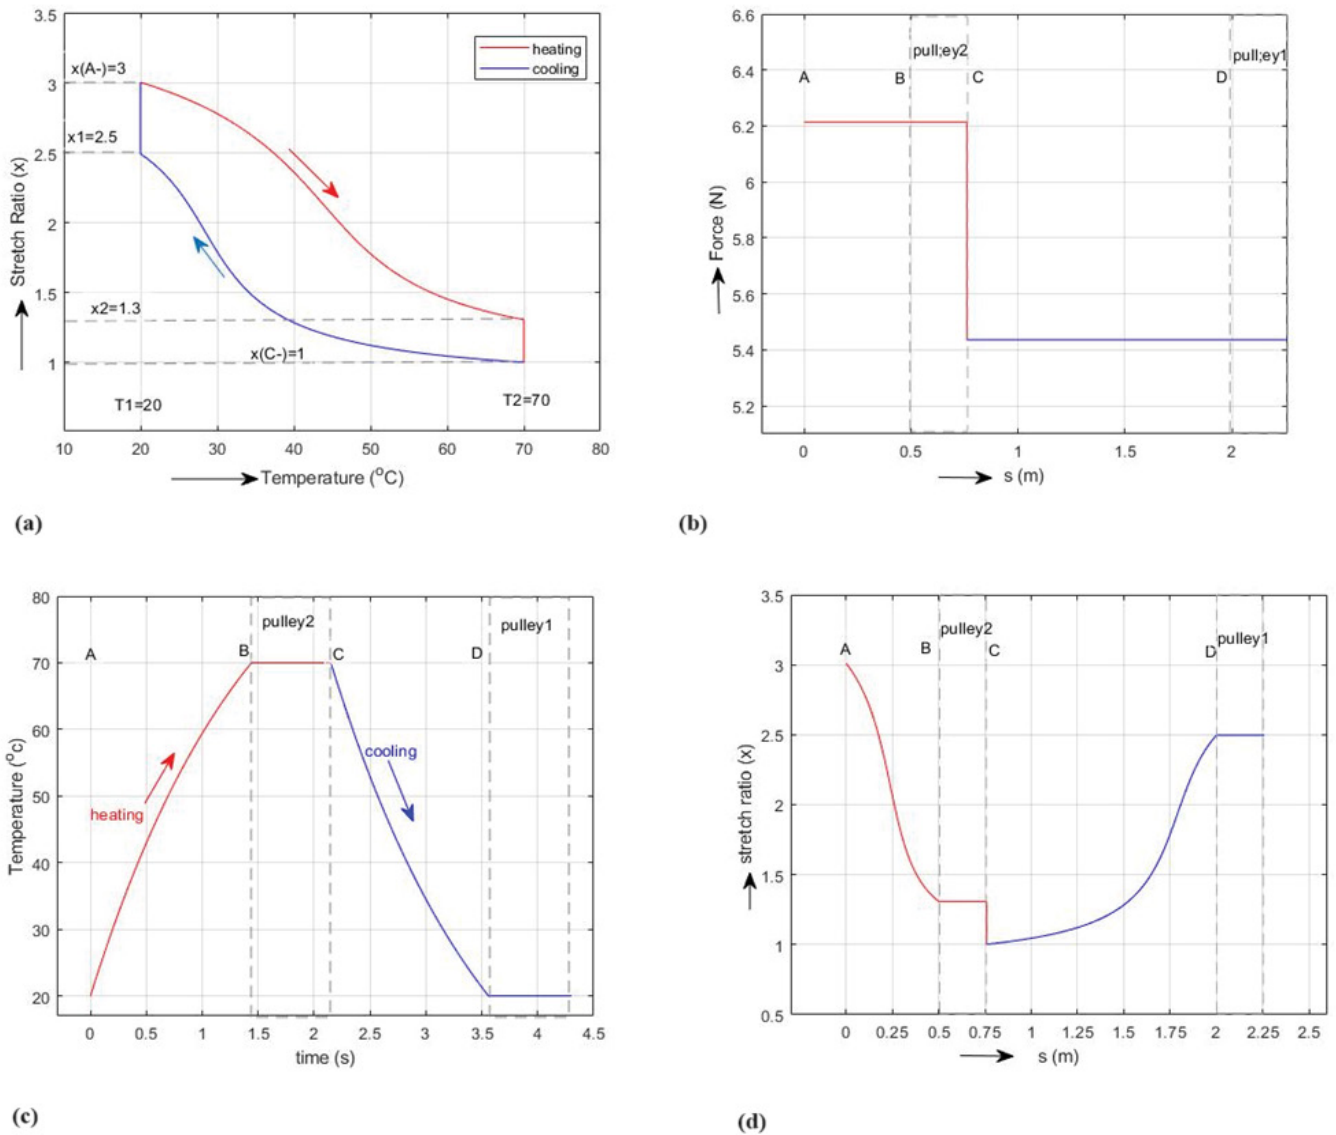 3.5
3
2.5
2
1.5
1
Stretch Ratio (x)
x(A-)=3
x1=2.5
x2=1.3
x(C-)=1
T1=20
T2=70
heating
cooling
10 20 30 40 50 60 70 80
Temperature (°C)
(a)
6.6
6.4
6.2
6
5.8
5.6
5.4
5.2
Force (N)
pull;ey2
pull;ey1
A B C D
0 0.5 1 1.5 2
s (m)
(b)
80
70
60
50
40
30
20
Temperature (°c)
pulley2
pulley1
A B C D
heating
cooling
0 0.5 1 1.5 2 2.5 3 3.5 4 4.5
time (s)
(c)
3.5
3
2.5
2
1.5
1
0.5
stretch ratio (x)
pulley2
pulley1
A B C D
0 0.25 0.5 0.75 1 1.25 1.5 1.75 2 2.25 2.5
s (m)
(d)